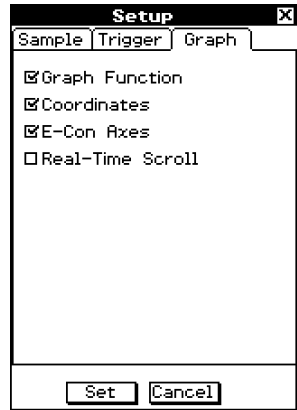 Setup
Sample Trigger Graph
Graph Function
Coordinates
E-Con Axes
Real-Time Scroll
Set Cancel